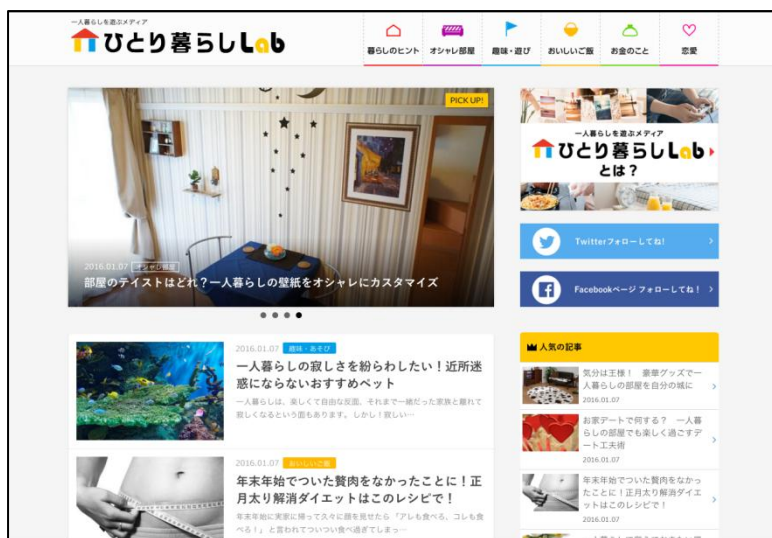 一人暮らしを遊ぶメディア
ひとり暮らしLab
暮らしのヒント
オシャレ部屋
趣味・遊び
おいしいご飯
お金のこと
恋愛
PICK UP!
2016.01.07 オシャレ部屋
部屋のテイストはどれ？一人暮らしの壁紙をオシャレにカスタマイズ
2016.01.07 趣味・あそび
一人暮らしの寂しさを紛らわしたい！近所迷
惑にならないおすすめペット
一人暮らしは、楽しくて自由な反面、それまで一緒だった家族と離れて
寂しくなるという面もあります。しかし！寂しい…
2016.01.07 おいしいご飯
年末年始でついた贅肉をなかったことに！正
月太り解消ダイエットはこのレシピで！
年末年始に実家に帰って久々に顔を見せたら「アレも食べろ、コレも食
べろ！」と言われてついつい食べ過ぎてしまっ…
一人暮らしを遊ぶメディア
ひとり暮らしLab
とは？
Twitterフォローしてね!
Facebookページ フォローしてね！
人気の記事
気分は王様！　豪華グッズで一
人暮らしの部屋を自分の城に
2016.01.07
お家デートで何する？　一人暮
らしの部屋でも楽しく過ごすデ
ート工夫術
2016.01.07
年末年始でついた贅肉をなかっ
たことに！正月太り解消ダイエ
ットはこのレシピで！
2016.01.07